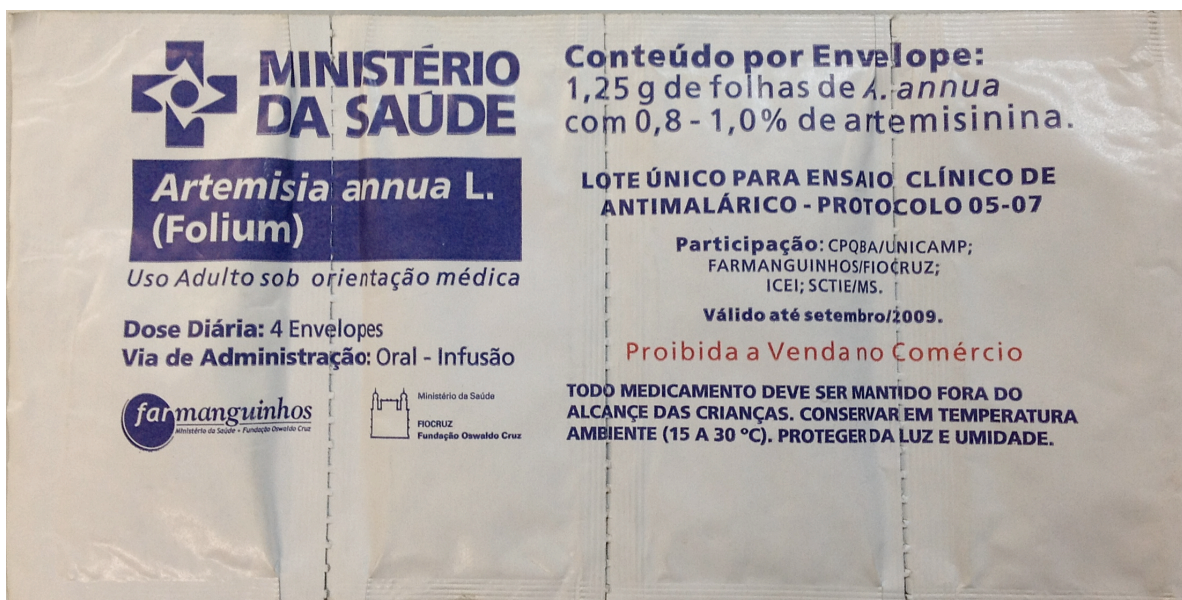 MINISTÉRIO
DA SAÚDE
Artemisia annua L.
(Folium)
Uso Adulto sob orientação médica
Dose Diária: 4 Envelopes
Via de Administração: Oral - Infusão
farmanguinhos
Ministério da Saúde • Fundação Oswaldo Cruz
Ministério da Saúde
FIOCRUZ
Fundação Oswaldo Cruz
Conteúdo por Envelope:
1,25 g de folhas de A. annua
com 0,8 - 1,0% de artemisinina.
LOTE ÚNICO PARA ENSAIO CLÍNICO DE
ANTIMALÁRICO - PROTOCOLO 05-07
Participação: CPQBA/UNICAMP;
FARMANGUINHOS/FIOCRUZ;
ICEI; SCTIE/MS.
Válido até setembro/2009.
Proibida a Venda no Comércio
TODO MEDICAMENTO DEVE SER MANTIDO FORA DO
ALCANÇE DAS CRIANÇAS. CONSERVAR EM TEMPERATURA
AMBIENTE (15 A 30 ºC). PROTEGER DA LUZ E UMIDADE.